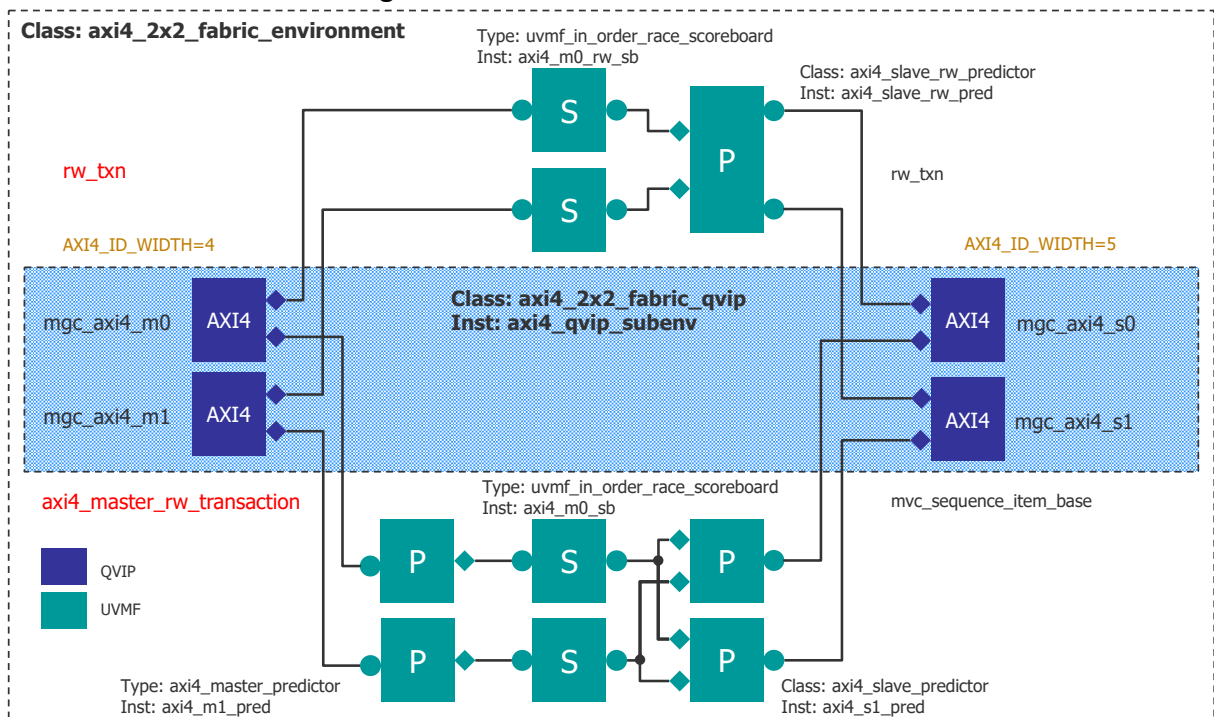 Class: axi4_2x2_fabric_environment
Type: uvmf_in_order_race_scoreboard
Inst: axi4_m0_rw_sb
Class: axi4_slave_rw_predictor
Inst: axi4_slave_rw_pred
S
P
S
rw_txn
rw_txn
AXI4_ID_WIDTH=4
AXI4_ID_WIDTH=5
Class: axi4_2x2_fabric_qvip
Inst: axi4_qvip_subenv
mgc_axi4_m0
AXI4
AXI4
mgc_axi4_s0
mgc_axi4_m1
AXI4
AXI4
mgc_axi4_s1
axi4_master_rw_transaction
Type: uvmf_in_order_race_scoreboard
Inst: axi4_m0_sb
mvc_sequence_item_base
P
S
P
QVIP
UVMF
P
S
P
Type: axi4_master_predictor
Inst: axi4_m1_pred
Class: axi4_slave_predictor
Inst: axi4_s1_pred